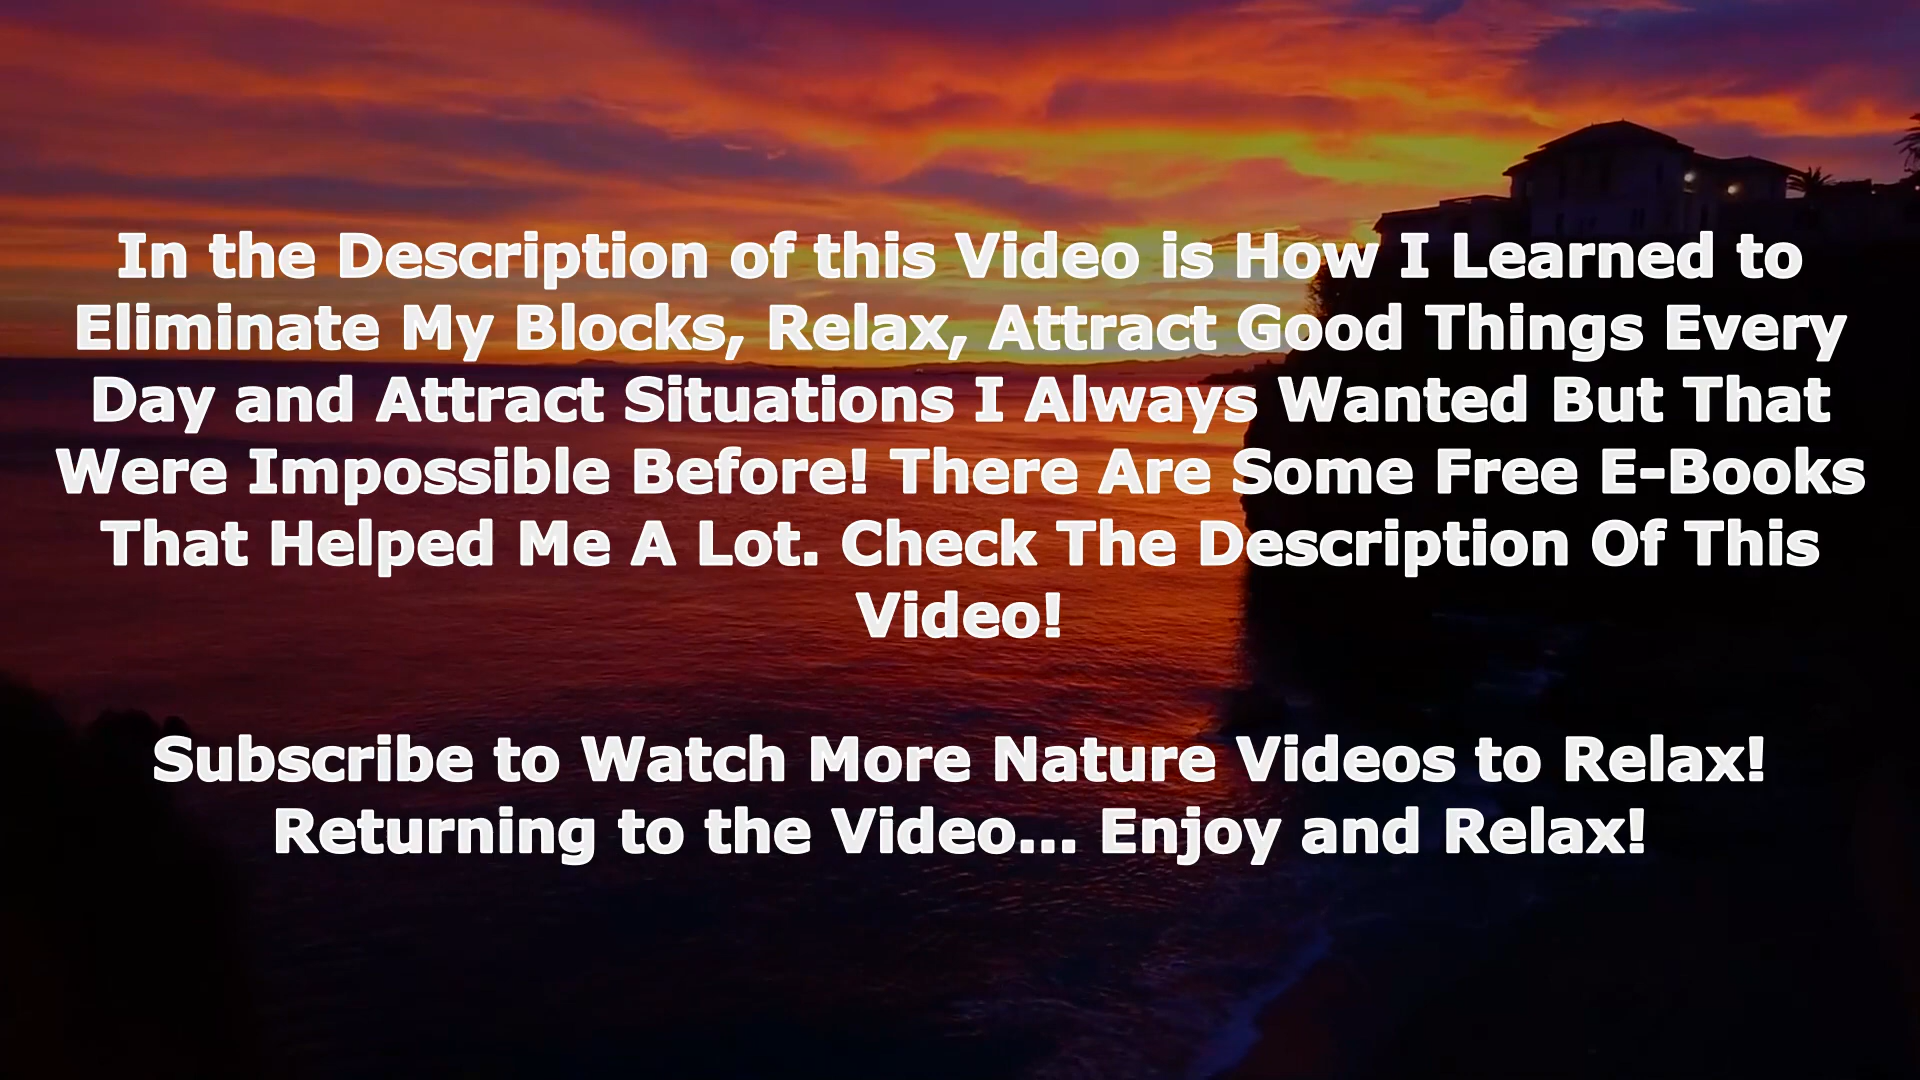 In the Description of this Video is How I Learned to
Eliminate My Blocks, Relax, Attract Good Things Every
Day and Attract Situations I Always Wanted But That
Were Impossible Before! There Are Some Free E-Books
That Helped Me A Lot. Check The Description Of This
Video!
Subscribe to Watch More Nature Videos to Relax!
Returning to the Video... Enjoy and Relax!